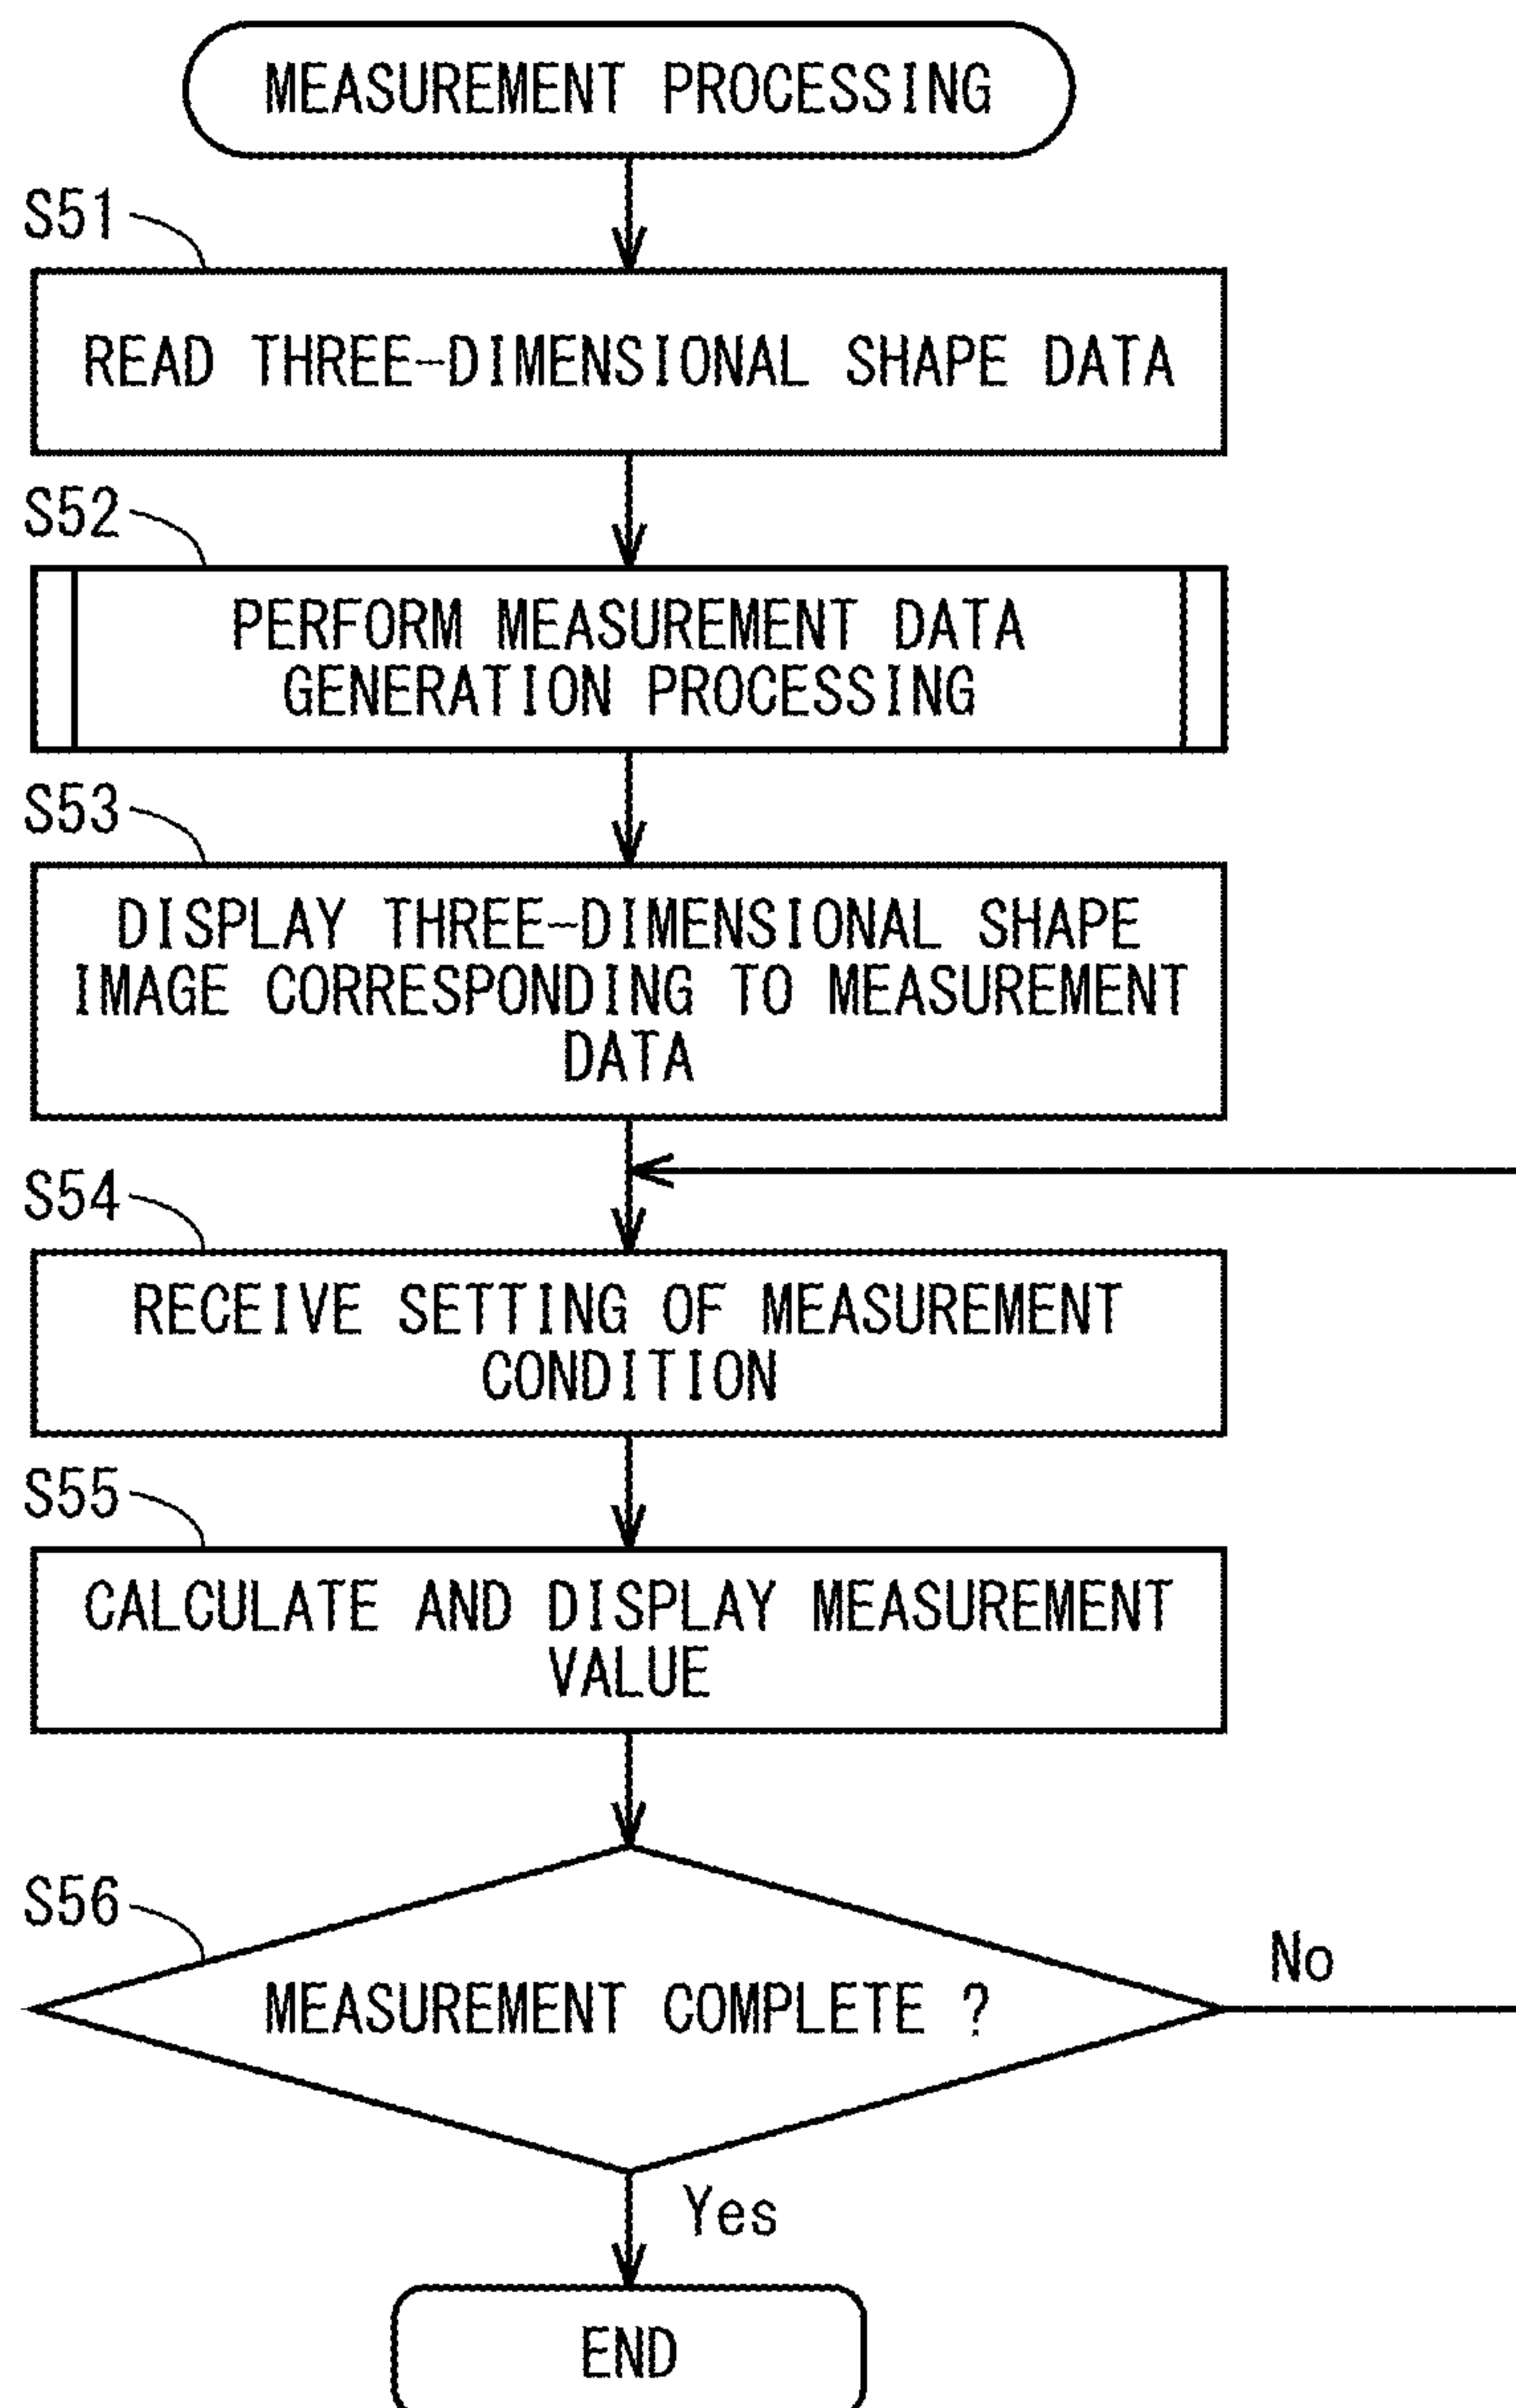 MEASUREMENT PROCESSING
S51
READ THREE-DIMENSIONAL SHAPE DATA
S52
PERFORM MEASUREMENT DATA
GENERATION PROCESSING
S53
DISPLAY THREE-DIMENSIONAL SHAPE
IMAGE CORRESPONDING TO MEASUREMENT
DATA
S54
RECEIVE SETTING OF MEASUREMENT
CONDITION
S55
CALCULATE AND DISPLAY MEASUREMENT
VALUE
S56
MEASUREMENT COMPLETE ?
No
Yes
END